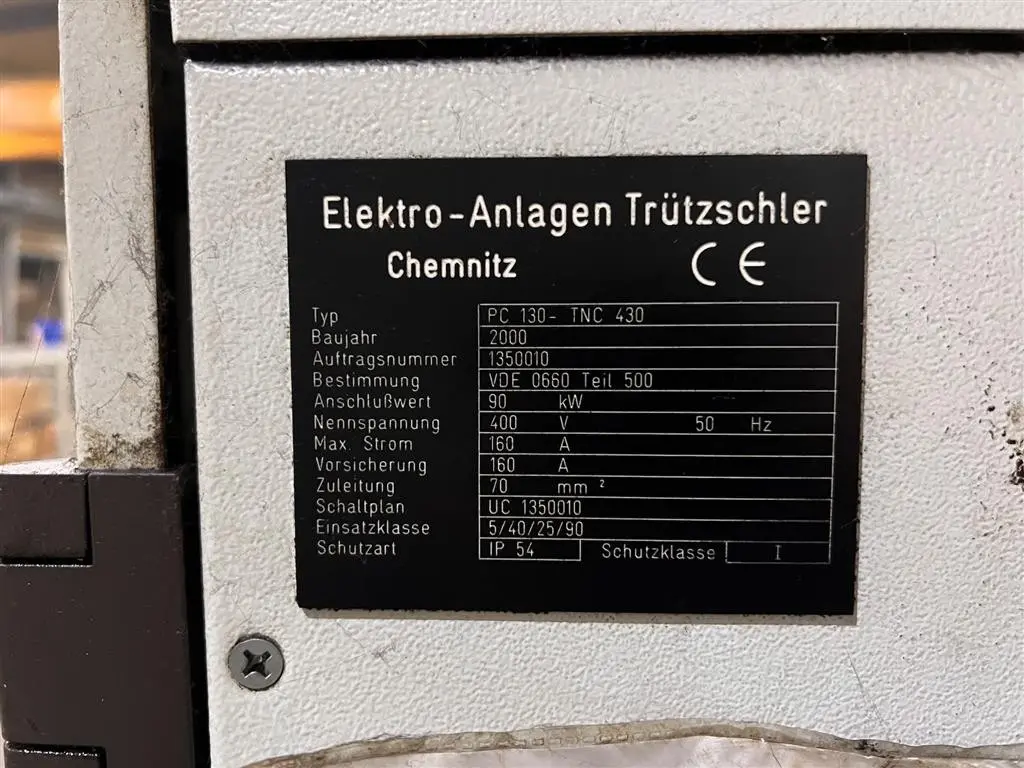 Elektro-Anlagen Trützschler
Chemnitz CE
Typ PC 130- TNC 430
Baujahr 2000
Auftragsnummer 1350010
Bestimmung VDE 0660 Teil 500
Anschlußwert 90 kW
Nennspannung 400 V 50 Hz
Max. Strom 160 A
Vorsicherung 160 A
Zuleitung 70 mm ²
Schaltplan UC 1350010
Einsatzklasse 5/40/25/90
Schutzart IP 54 Schutzklasse I